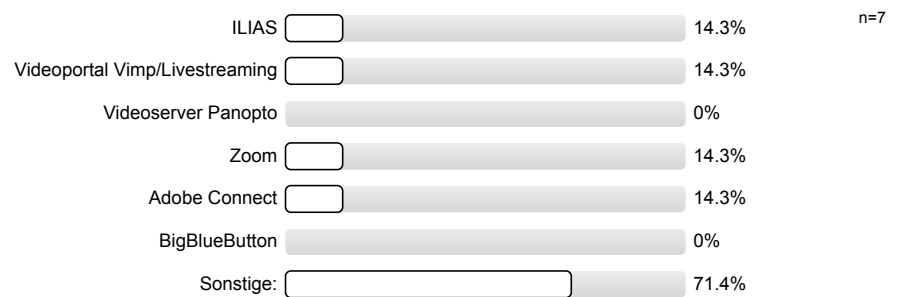 n=7
ILIAS 14.3%
Videoportal Vimp/Livestreaming 14.3%
Videoserver Panopto 0%
Zoom 14.3%
Adobe Connect 14.3%
BigBlueButton 0%
Sonstige: 71.4%